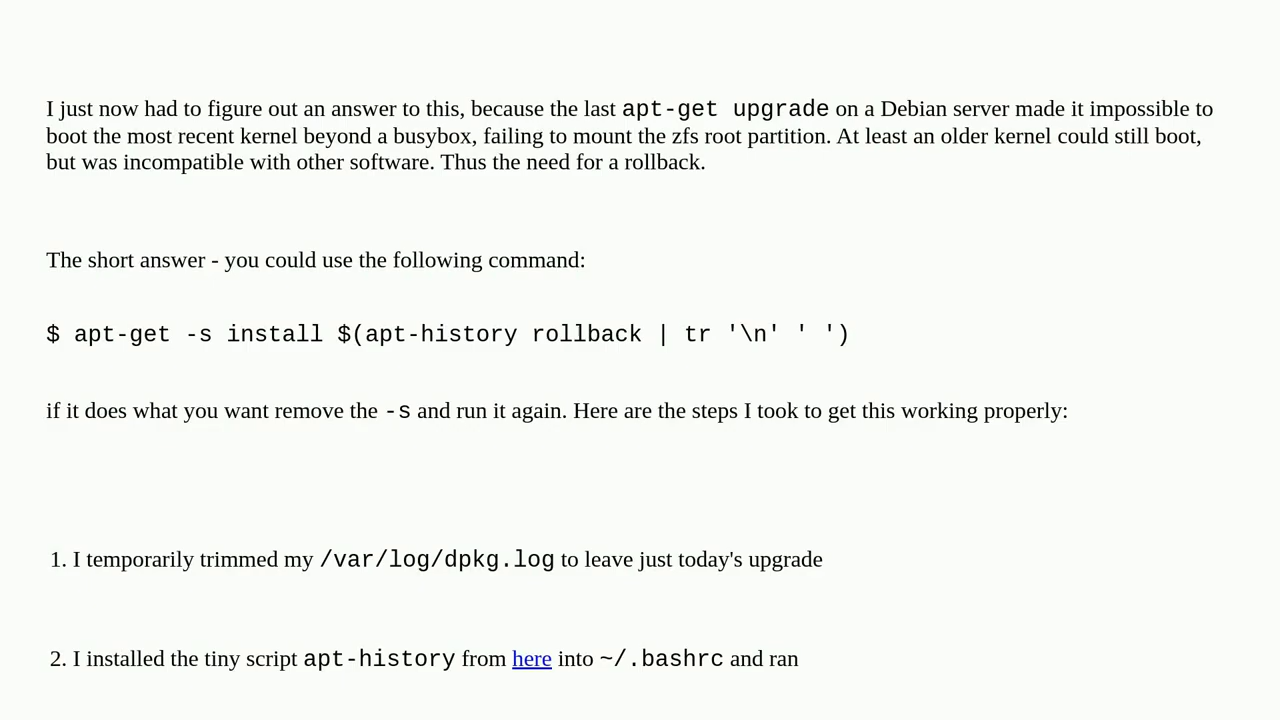 I just now had to figure out an answer to this, because the last apt-get upgrade on a Debian server made it impossible to
boot the most recent kernel beyond a busybox, failing to mount the zfs root partition. At least an older kernel could still boot,
but was incompatible with other software. Thus the need for a rollback.
The short answer - you could use the following command:
$ apt-get -s install $(apt-history rollback | tr '\n' ' ')
if it does what you want remove the -s and run it again. Here are the steps I took to get this working properly:
1. I temporarily trimmed my /var/log/dpkg.log to leave just today's upgrade
2. I installed the tiny script apt-history from here into ~/.bashrc and ran